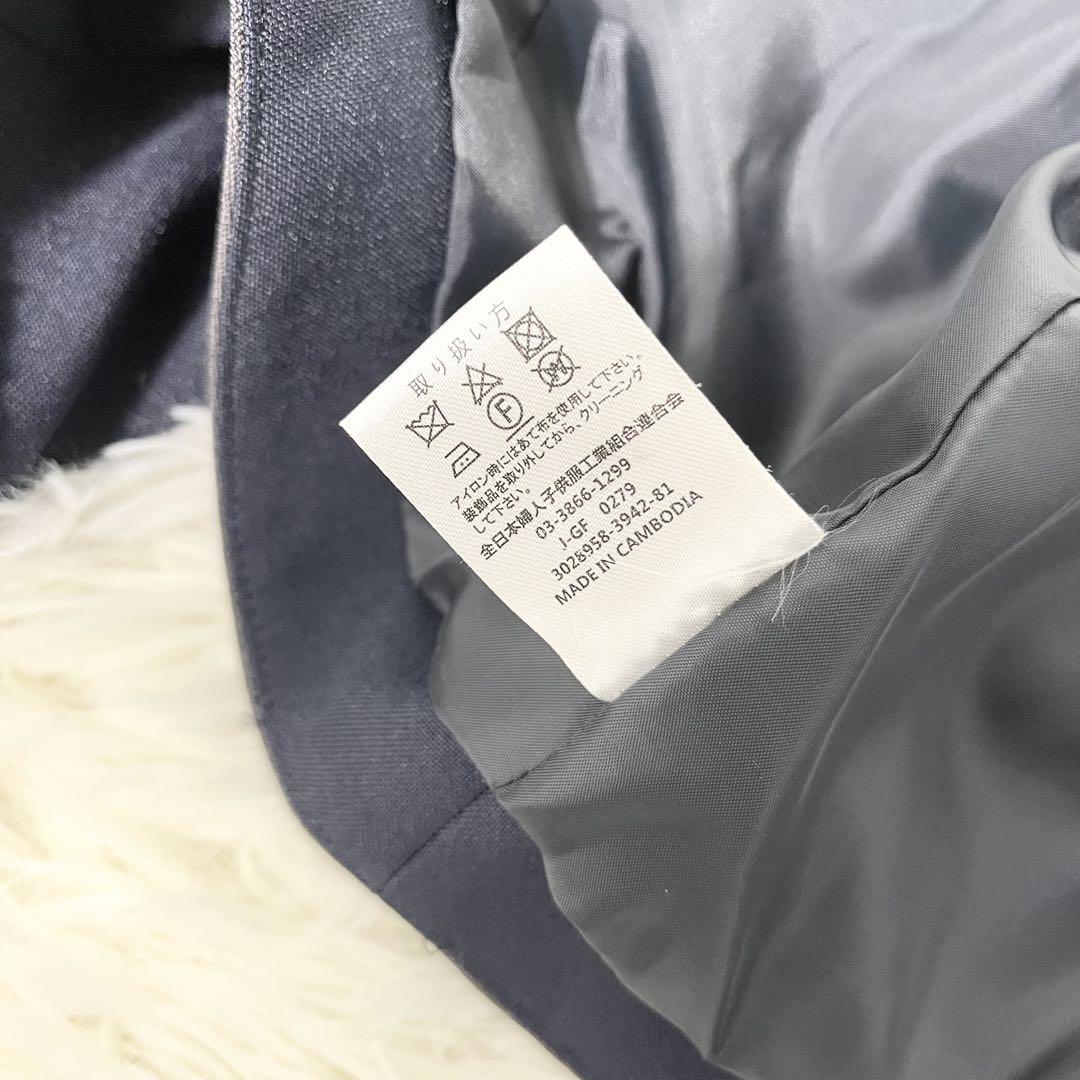 取り扱い方
F
W
アイロン時にはあて布を使用して下さい。
装飾品を取り外してから、クリーニング
して下さい。
全日本婦人子供服工業組合連合会
03-3866-1299
I-GF 0279
3028958-3942-81
MADE IN CAMBODIA